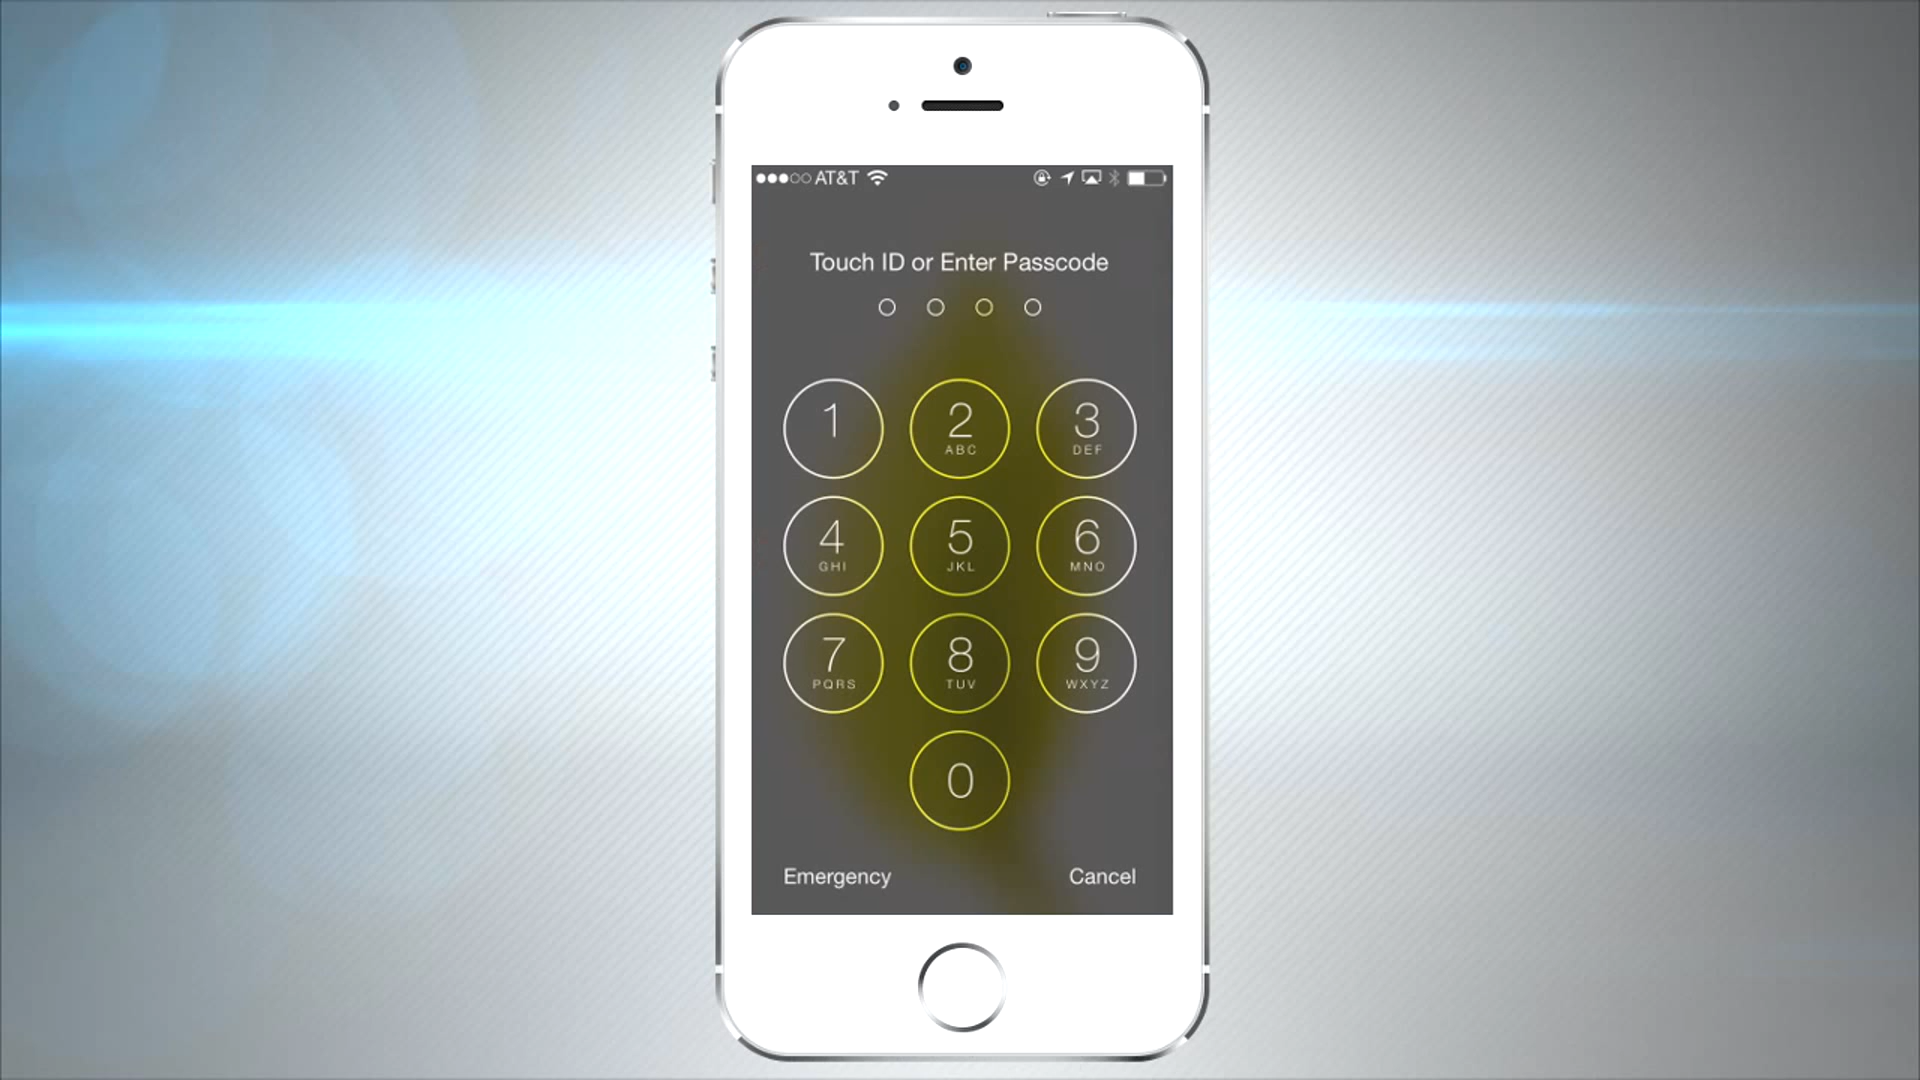 AT&T
Touch ID or Enter Passcode
1 2 3
ABC DEF
4 5 6
GHI JKL MNO
7 8 9
PQRS TUV WXYZ
0
Emergency Cancel